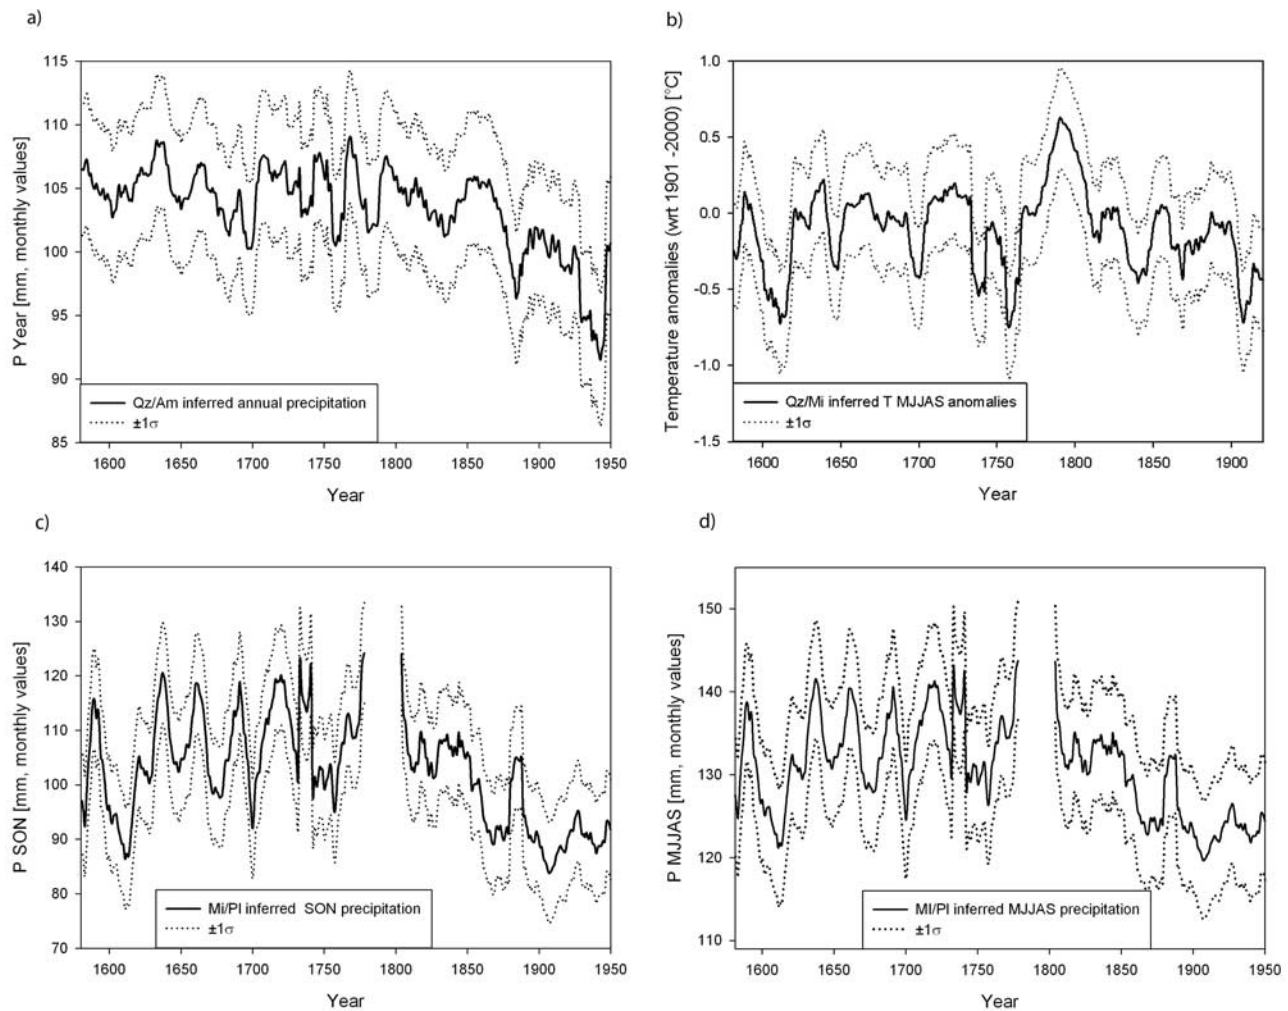 a)
P Year [mm, monthly values]
115
110
105
100
95
90
85
Qz/Am inferred annual precipitation
±1σ
1600 1650 1700 1750 1800 1850 1900 1950
Year
b)
Temperature anomalies (wrt 1901 -2000) [°C]
1.0
0.5
0.0
-0.5
-1.0
-1.5
Qz/Mi inferred T MJJAS anomalies
±1σ
1600 1650 1700 1750 1800 1850 1900
Year
c)
P SON [mm, monthly values]
140
130
120
110
100
90
80
70
Mi/Pl inferred SON precipitation
±1σ
1600 1650 1700 1750 1800 1850 1900 1950
Year
d)
P MJJAS [mm, monthly values]
150
140
130
120
110
MI/Pl inferred MJJAS precipitation
±1σ
1600 1650 1700 1750 1800 1850 1900 1950
Year